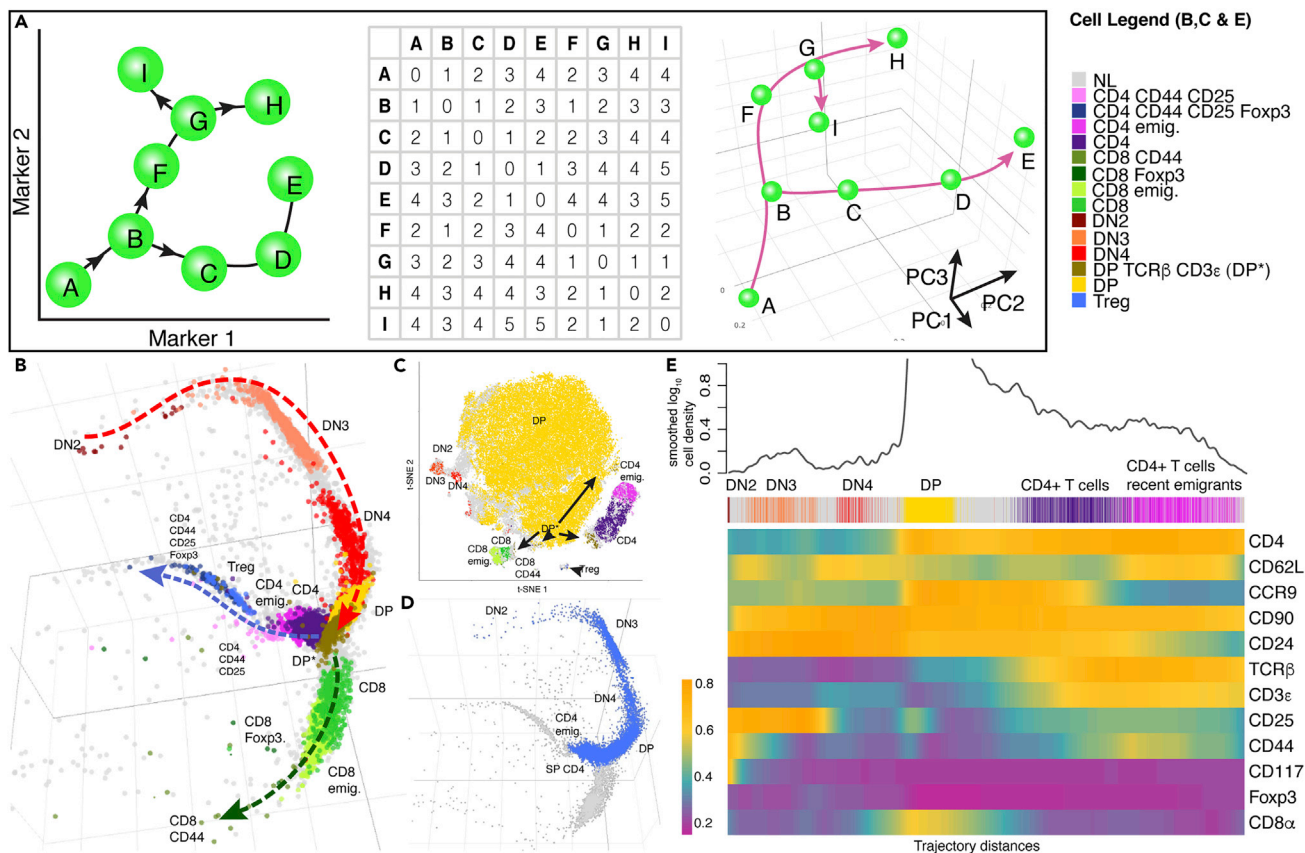 A
Marker 2
I
H
G
F
E
B
D
C
A
Marker 1
A B C D E F G H I
A 0 1 2 3 4 2 3 4 4
B 1 0 1 2 3 1 2 3 3
C 2 1 0 1 2 2 3 4 4
D 3 2 1 0 1 3 4 4 5
E 4 3 2 1 0 4 4 3 5
F 2 1 2 3 4 0 1 2 2
G 3 2 3 4 4 1 0 1 1
H 4 3 4 4 3 2 1 0 2
I 4 3 4 5 5 2 1 2 0
G
H
F
I
E
B
C
D
A
0
0.2
PC3
PC2
PC1
Cell Legend (B,C & E)
NL
CD4 CD44 CD25
CD4 CD44 CD25 Foxp3
CD4 emig.
CD4
CD8 CD44
CD8 Foxp3
CD8 emig.
CD8
DN2
DN3
DN4
DP TCRβ CD3ε (DP*)
DP
Treg
B
DN2
DN3
DN4
CD4
CD44
CD25
Foxp3
Treg
CD4
emig.
CD4
DP
DP*
CD4
CD44
CD25
CD8
CD8
Foxp3.
CD8
emig.
CD8
CD44
C
t-SNE 2
DP
DN2
DN3
DN4
CD4
emig.
DP*
CD4
CD8
emig.
CD8
CD8
CD44
Treg
t-SNE 1
D
DN2
DN3
DN4
CD4
emig.
DP
SP CD4
E
smoothed log10
cell density
0.0 0.4 0.8
DN2 DN3 DN4 DP CD4+ T cells
CD4+ T cells
recent emigrants
0.8
0.6
0.4
0.2
CD4
CD62L
CCR9
CD90
CD24
TCRβ
CD3ε
CD25
CD44
CD117
Foxp3
CD8α
Trajectory distances